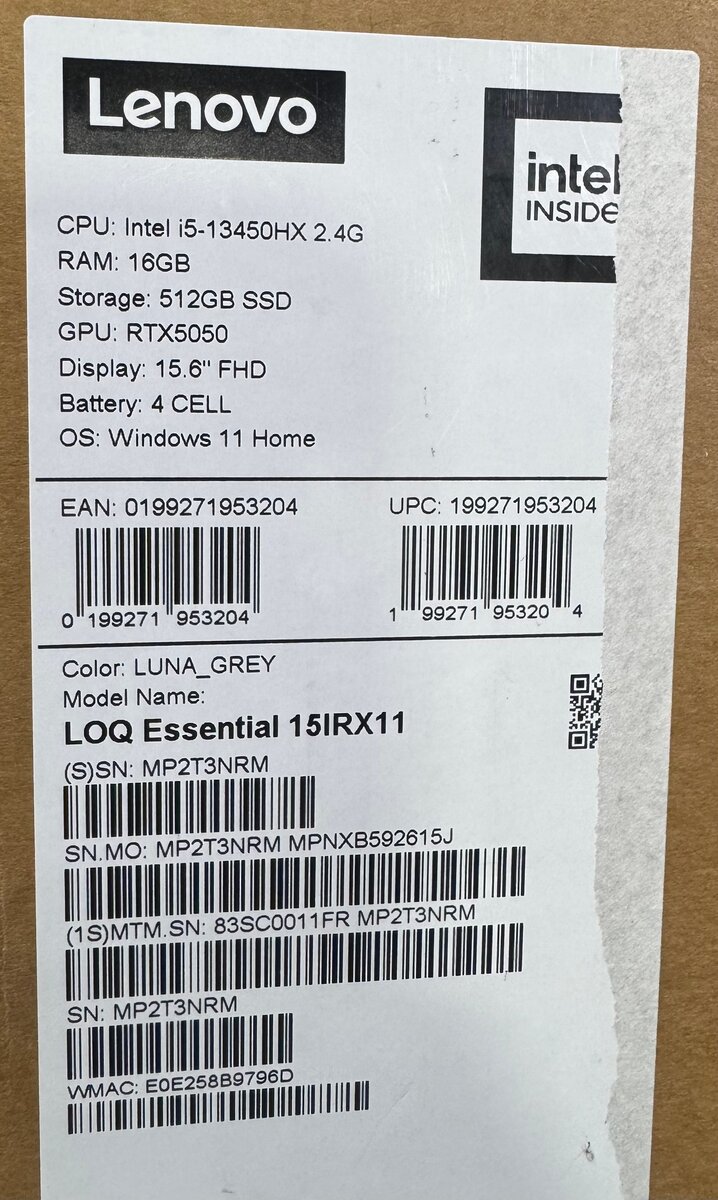 Lenovo
intel
INSIDE
CPU: Intel i5-13450HX 2.4G
RAM: 16GB
Storage: 512GB SSD
GPU: RTX5050
Display: 15.6" FHD
Battery: 4 CELL
OS: Windows 11 Home
EAN: 0199271953204
UPC: 199271953204
0 199271 953204
1 99271 95320 4
Color: LUNA_GREY
Model Name:
LOQ Essential 15IRX11
(S)SN: MP2T3NRM
SN.MO: MP2T3NRM MPNXB592615J
(1S)MTM.SN: 83SC0011FR MP2T3NRM
SN: MP2T3NRM
WMAC: E0E258B9796D